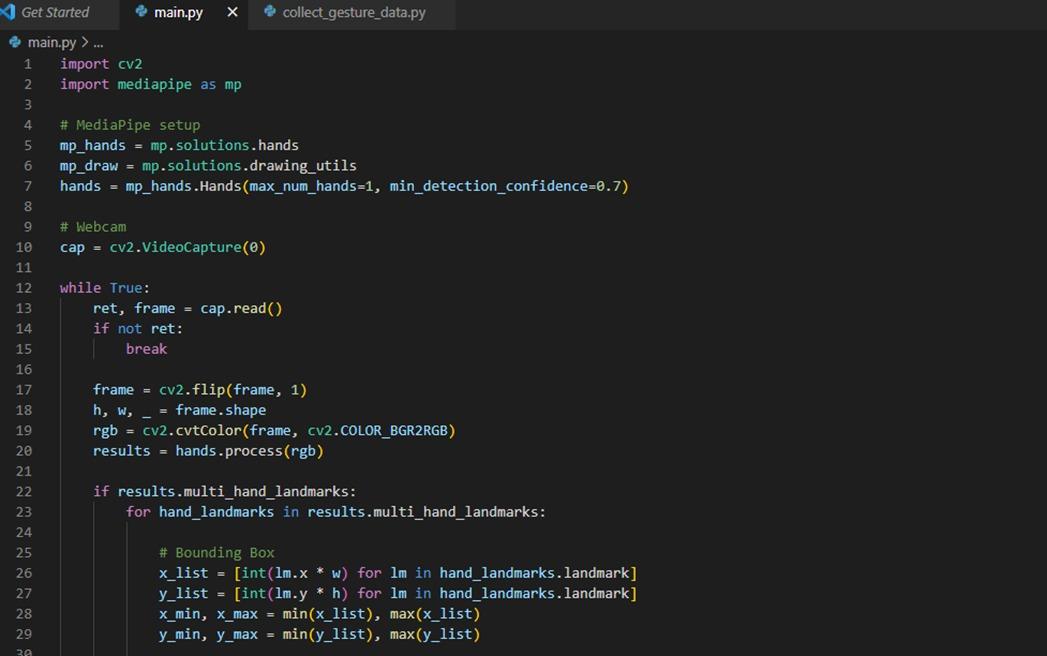 Get Started main.py × collect_gesture_data.py
main.py > ...
1 import cv2
2 import mediapipe as mp
3
4 # MediaPipe setup
5 mp_hands = mp.solutions.hands
6 mp_draw = mp.solutions.drawing_utils
7 hands = mp_hands.Hands(max_num_hands=1, min_detection_confidence=0.7)
8
9 # Webcam
10 cap = cv2.VideoCapture(0)
11
12 while True:
13     ret, frame = cap.read()
14     if not ret:
15         break
16
17     frame = cv2.flip(frame, 1)
18     h, w, _ = frame.shape
19     rgb = cv2.cvtColor(frame, cv2.COLOR_BGR2RGB)
20     results = hands.process(rgb)
21
22     if results.multi_hand_landmarks:
23         for hand_landmarks in results.multi_hand_landmarks:
24
25             # Bounding Box
26             x_list = [int(lm.x * w) for lm in hand_landmarks.landmark]
27             y_list = [int(lm.y * h) for lm in hand_landmarks.landmark]
28             x_min, x_max = min(x_list), max(x_list)
29             y_min, y_max = min(y_list), max(y_list)
30